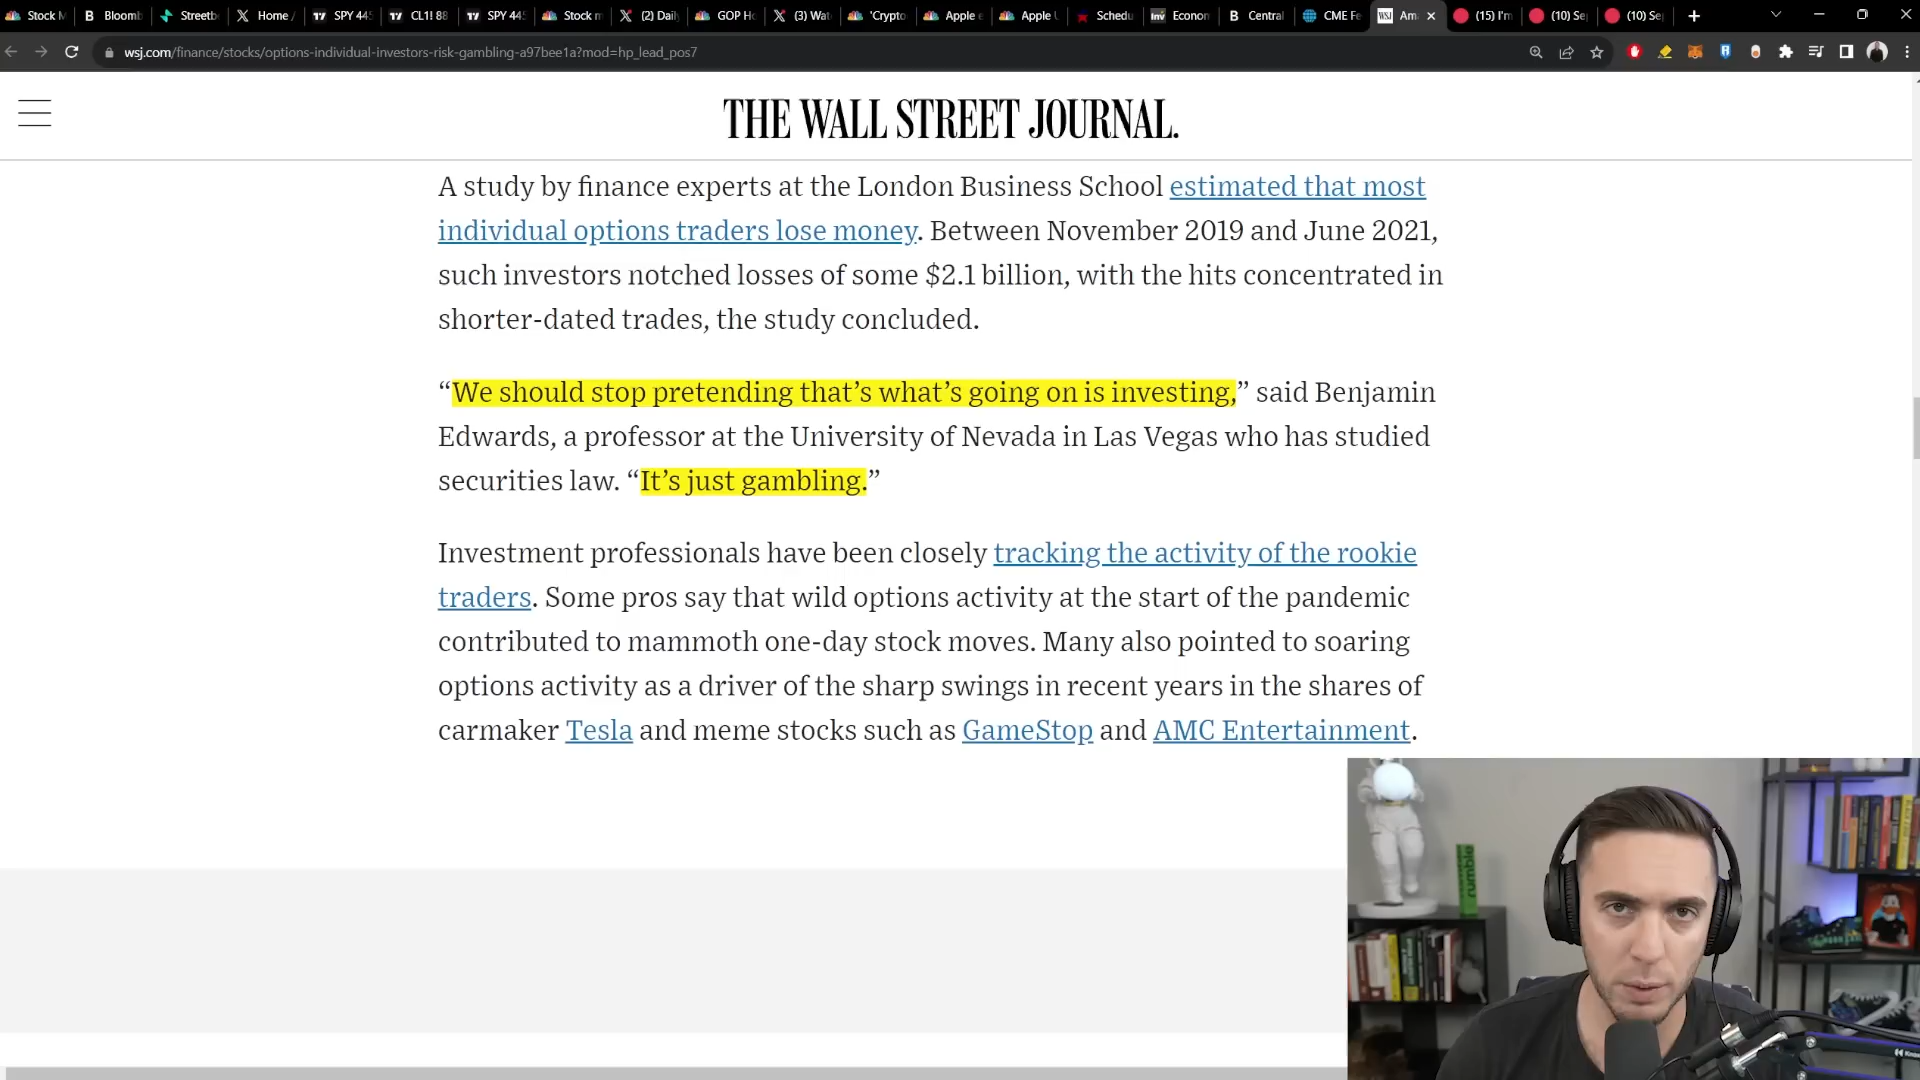 Stock M
Bloomb
Streetb
Home /
SPY 445
CL1! 88
SPY 445
Stock m
(2) Dail
GOP Ho
(3) Wat
'Crypto
Apple e
Apple U
Schedu
Econom
Central
CME Fe
Am
(15) I'm
(10) Se
(10) Se
wsj.com/finance/stocks/options-individual-investors-risk-gambling-a97bee1a?mod=hp_lead_pos7
THE WALL STREET JOURNAL.
A study by finance experts at the London Business School estimated that most
individual options traders lose money. Between November 2019 and June 2021,
such investors notched losses of some $2.1 billion, with the hits concentrated in
shorter-dated trades, the study concluded.
“We should stop pretending that’s what’s going on is investing,” said Benjamin
Edwards, a professor at the University of Nevada in Las Vegas who has studied
securities law. “It’s just gambling.”
Investment professionals have been closely tracking the activity of the rookie
traders. Some pros say that wild options activity at the start of the pandemic
contributed to mammoth one-day stock moves. Many also pointed to soaring
options activity as a driver of the sharp swings in recent years in the shares of
carmaker Tesla and meme stocks such as GameStop and AMC Entertainment.
rumble